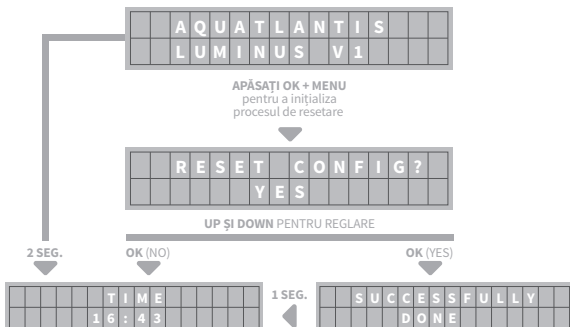 AQUATLANTIS
LUMINUS V1
APĂSAȚI OK + MENU
pentru a inițializa
procesul de resetare
RESET CONFIG?
YES
UP ȘI DOWN PENTRU REGLARE
2 SEG.
OK (NO)
OK (YES)
TIME
16:43
1 SEG.
SUCCESSFULLY
DONE